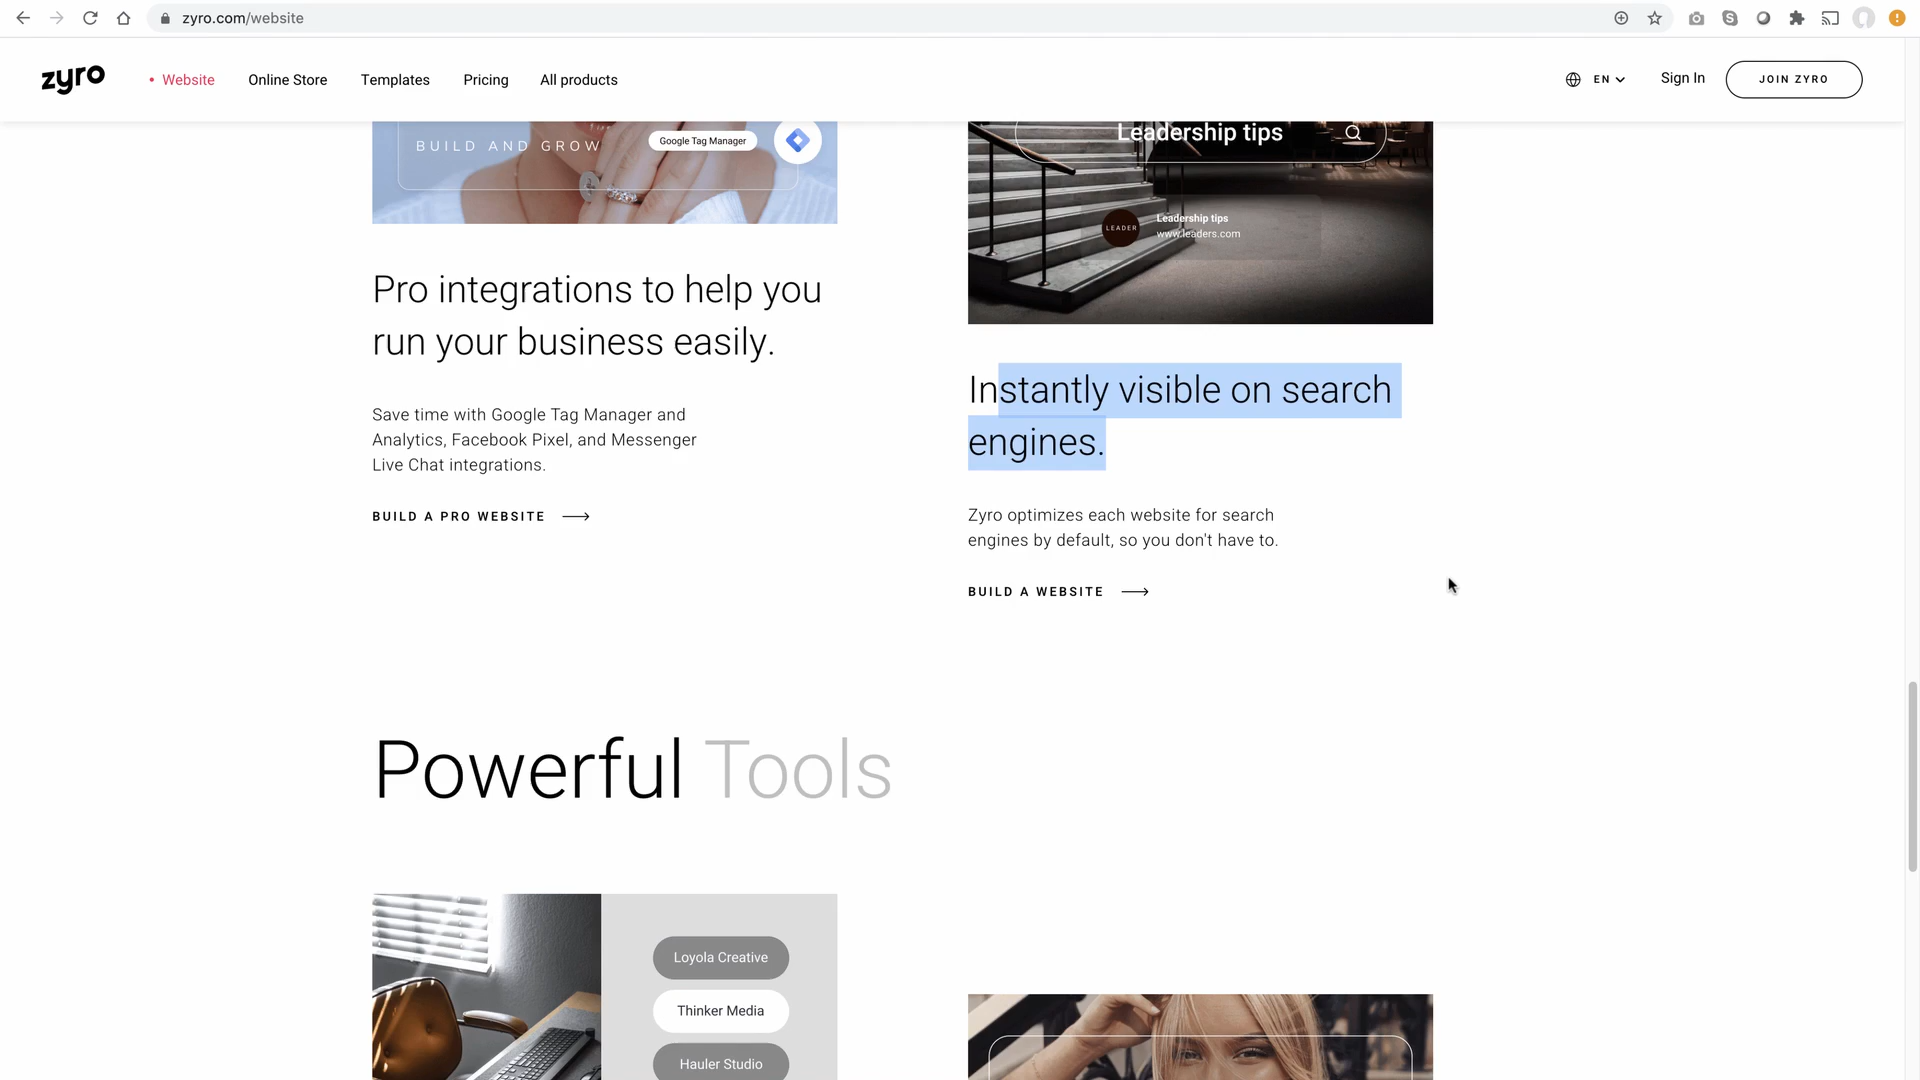 zyro.com/website
zyro
Website
Online Store
Templates
Pricing
All products
EN
Sign In
JOIN ZYRO
BUILD AND GROW
Google Tag Manager
Leadership tips
LEADER
Leadership tips
www.leaders.com
Pro integrations to help you
run your business easily.
Save time with Google Tag Manager and
Analytics, Facebook Pixel, and Messenger
Live Chat integrations.
BUILD A PRO WEBSITE
Instantly visible on search
engines.
Zyro optimizes each website for search
engines by default, so you don't have to.
BUILD A WEBSITE
Powerful Tools
Loyola Creative
Thinker Media
Hauler Studio